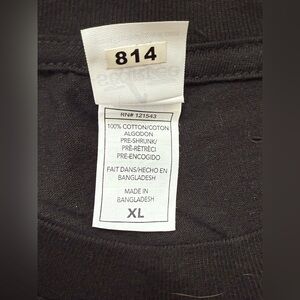 814
RN# 121543
100% COTTON/COTON
ALGODON
PRE-SHRUNK/
PRÉ-RÉTRÉCI
PRE-ENCOGIDO
FAIT DANS/HECHO EN
BANGLADESH
MADE IN
BANGLADESH
XL